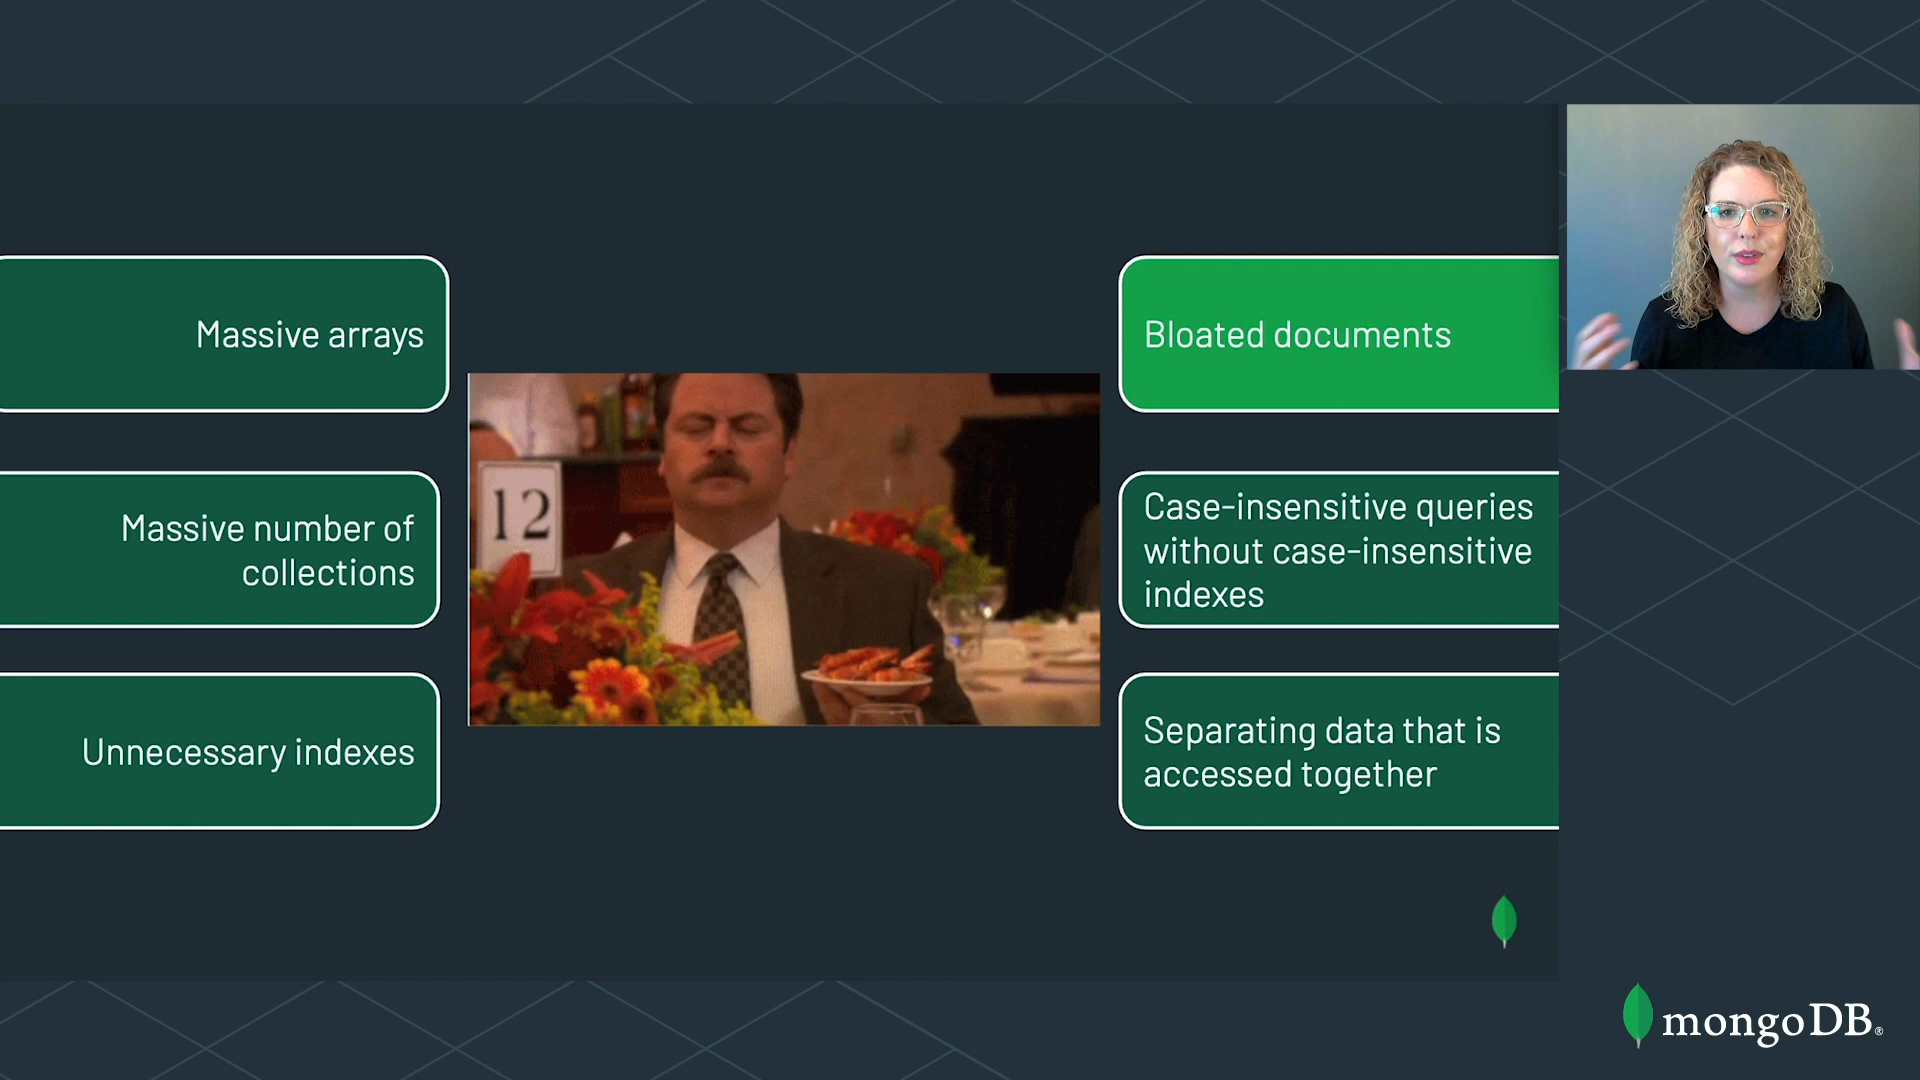 Massive arrays
Massive number of
collections
Unnecessary indexes
12
Bloated documents
Case-insensitive queries
without case-insensitive
indexes
Separating data that is
accessed together
mongoDB®